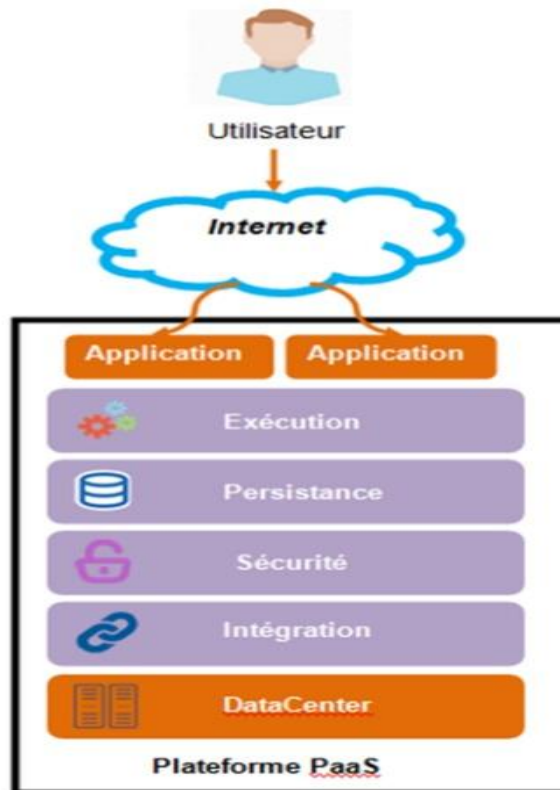 Utilisateur
Internet
Application Application
Exécution
Persistance
Sécurité
Intégration
DataCenter
Plateforme PaaS